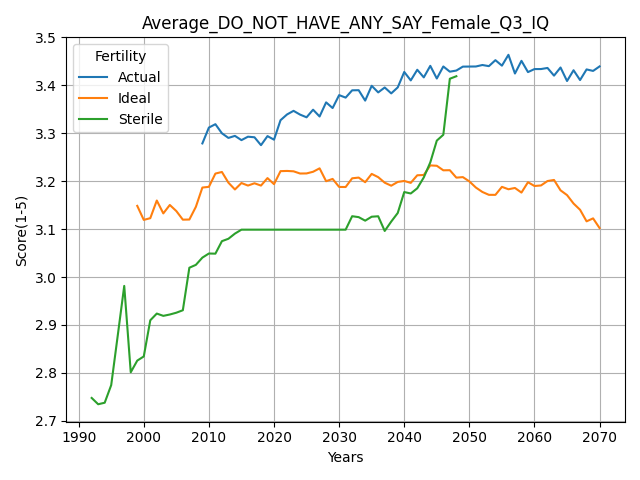 Average_DO_NOT_HAVE_ANY_SAY_Female_Q3_IQ
Fertility
Actual
Ideal
Sterile
Score(1-5)
3.5
3.4
3.3
3.2
3.1
3.0
2.9
2.8
2.7
1990 2000 2010 2020 2030 2040 2050 2060 2070
Years